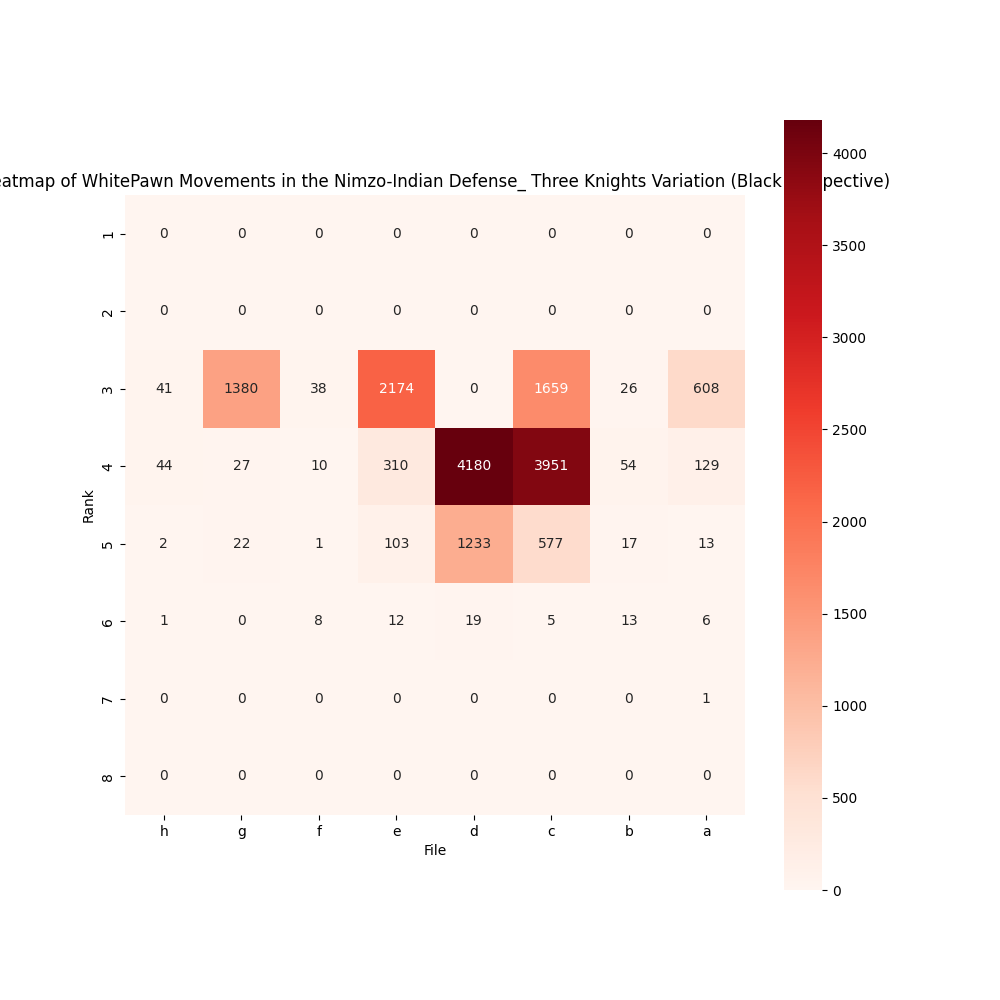 eatmap of WhitePawn Movements in the Nimzo-Indian Defense_ Three Knights Variation (Black pective)
4000
3500
3000
2500
2000
1500
1000
500
0
Rank
1 0 0 0 0 0 0 0 0
2 0 0 0 0 0 0 0 0
3 41 1380 38 2174 0 1659 26 608
4 44 27 10 310 4180 3951 54 129
5 2 22 1 103 1233 577 17 13
6 1 0 8 12 19 5 13 6
7 0 0 0 0 0 0 0 1
8 0 0 0 0 0 0 0 0
h g f e d c b a
File